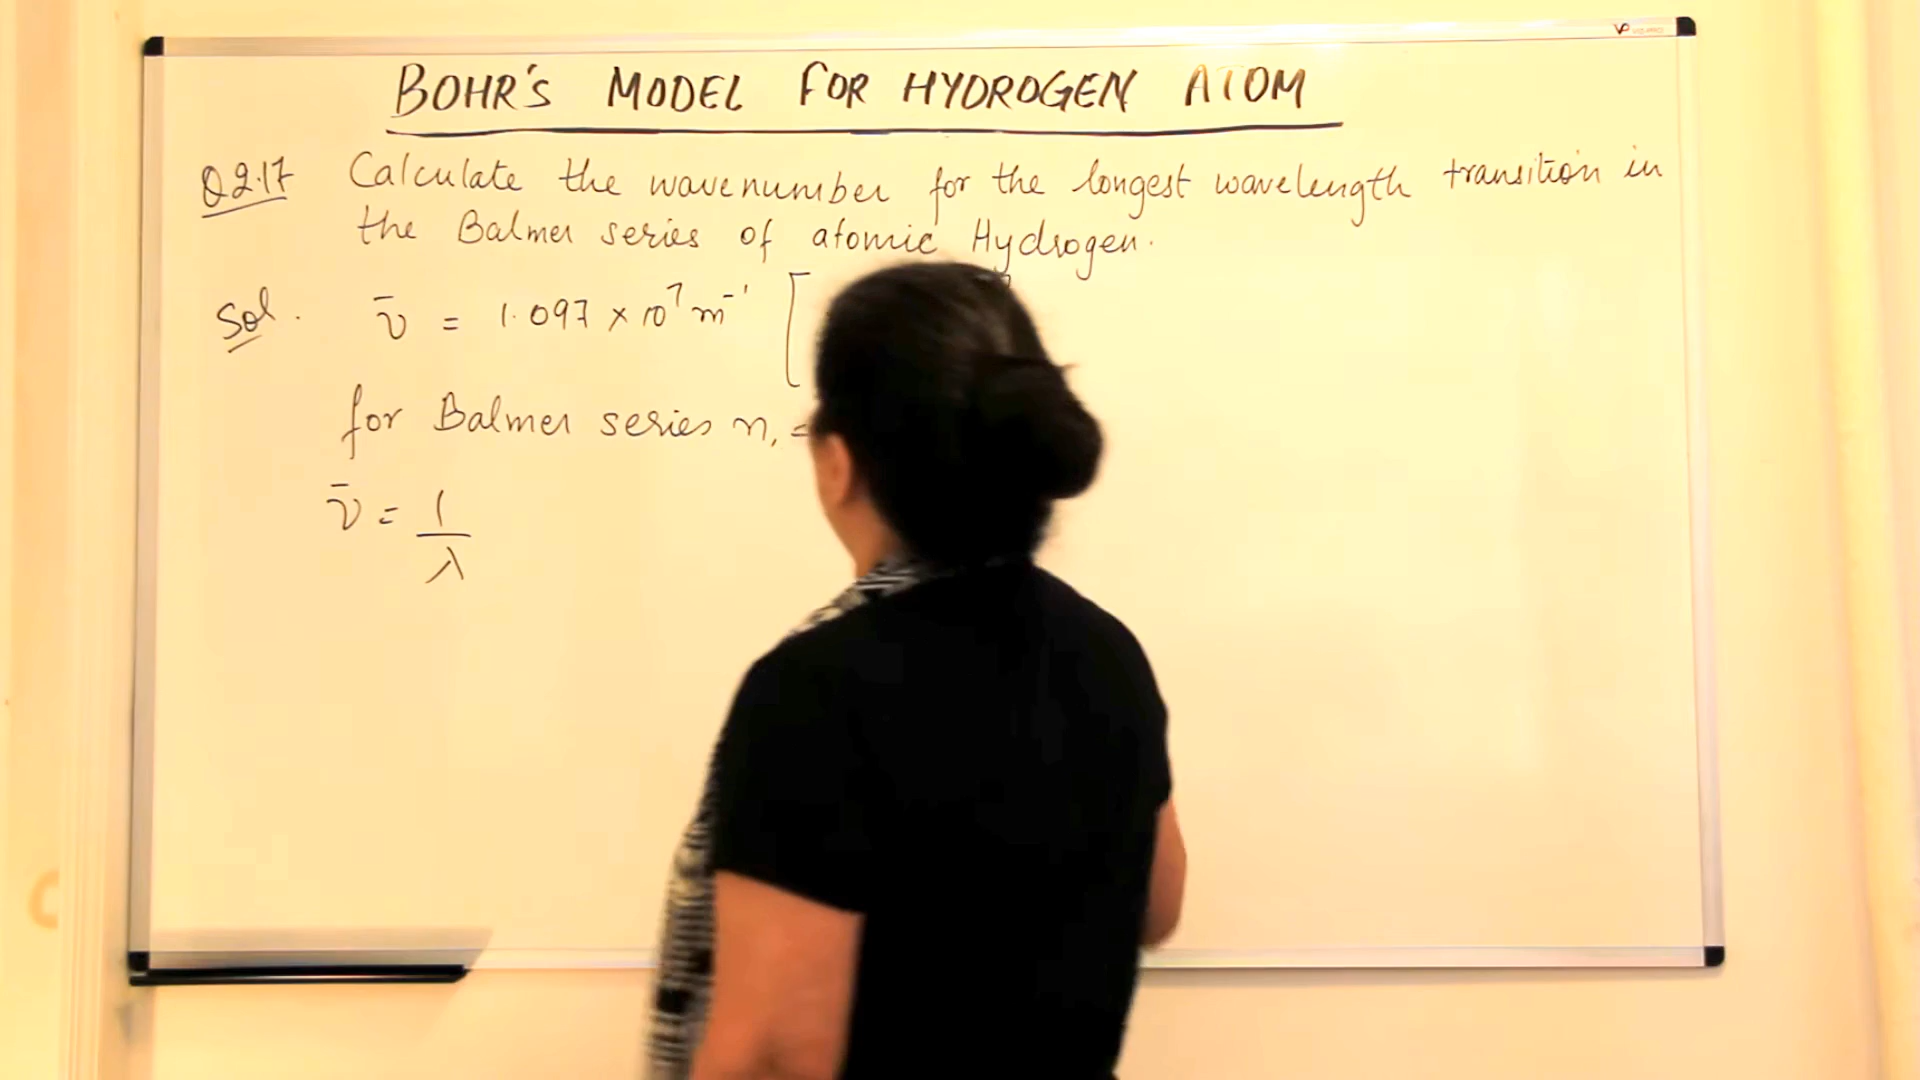 BOHR'S MODEL FOR HYDROGEN ATOM
Q2.17 Calculate the wavenumber for the longest wavelength transition in
the Balmer series of atomic Hydrogen.
Sol. ν̄ = 1.097 × 10⁷ m⁻¹ [
for Balmer series n₁ =
ν̄ = 1/λ